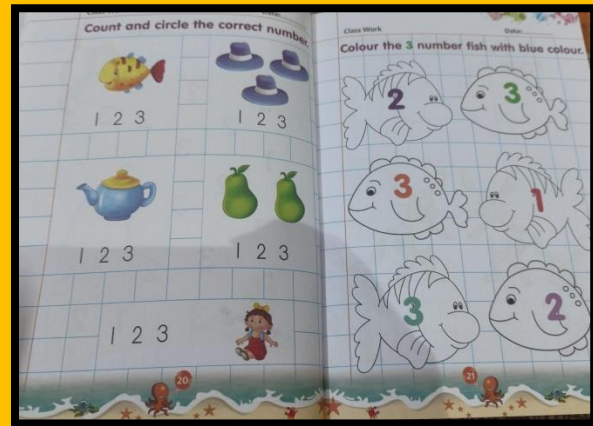 Count and circle the correct number.
1 2 3
1 2 3
1 2 3
1 2 3
1 2 3
20
Class Work
Date:
Colour the 3 number fish with blue colour.
2
3
3
1
3
2
21